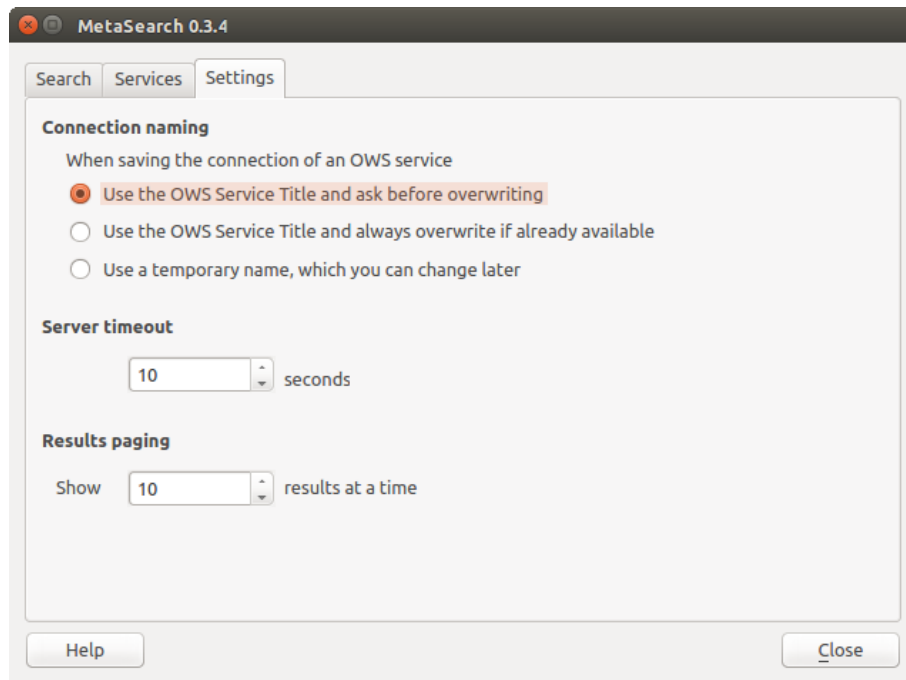 MetaSearch 0.3.4
Search Services Settings
Connection naming
When saving the connection of an OWS service
Use the OWS Service Title and ask before overwriting
Use the OWS Service Title and always overwrite if already available
Use a temporary name, which you can change later
Server timeout
10 seconds
Results paging
Show 10 results at a time
Help Close